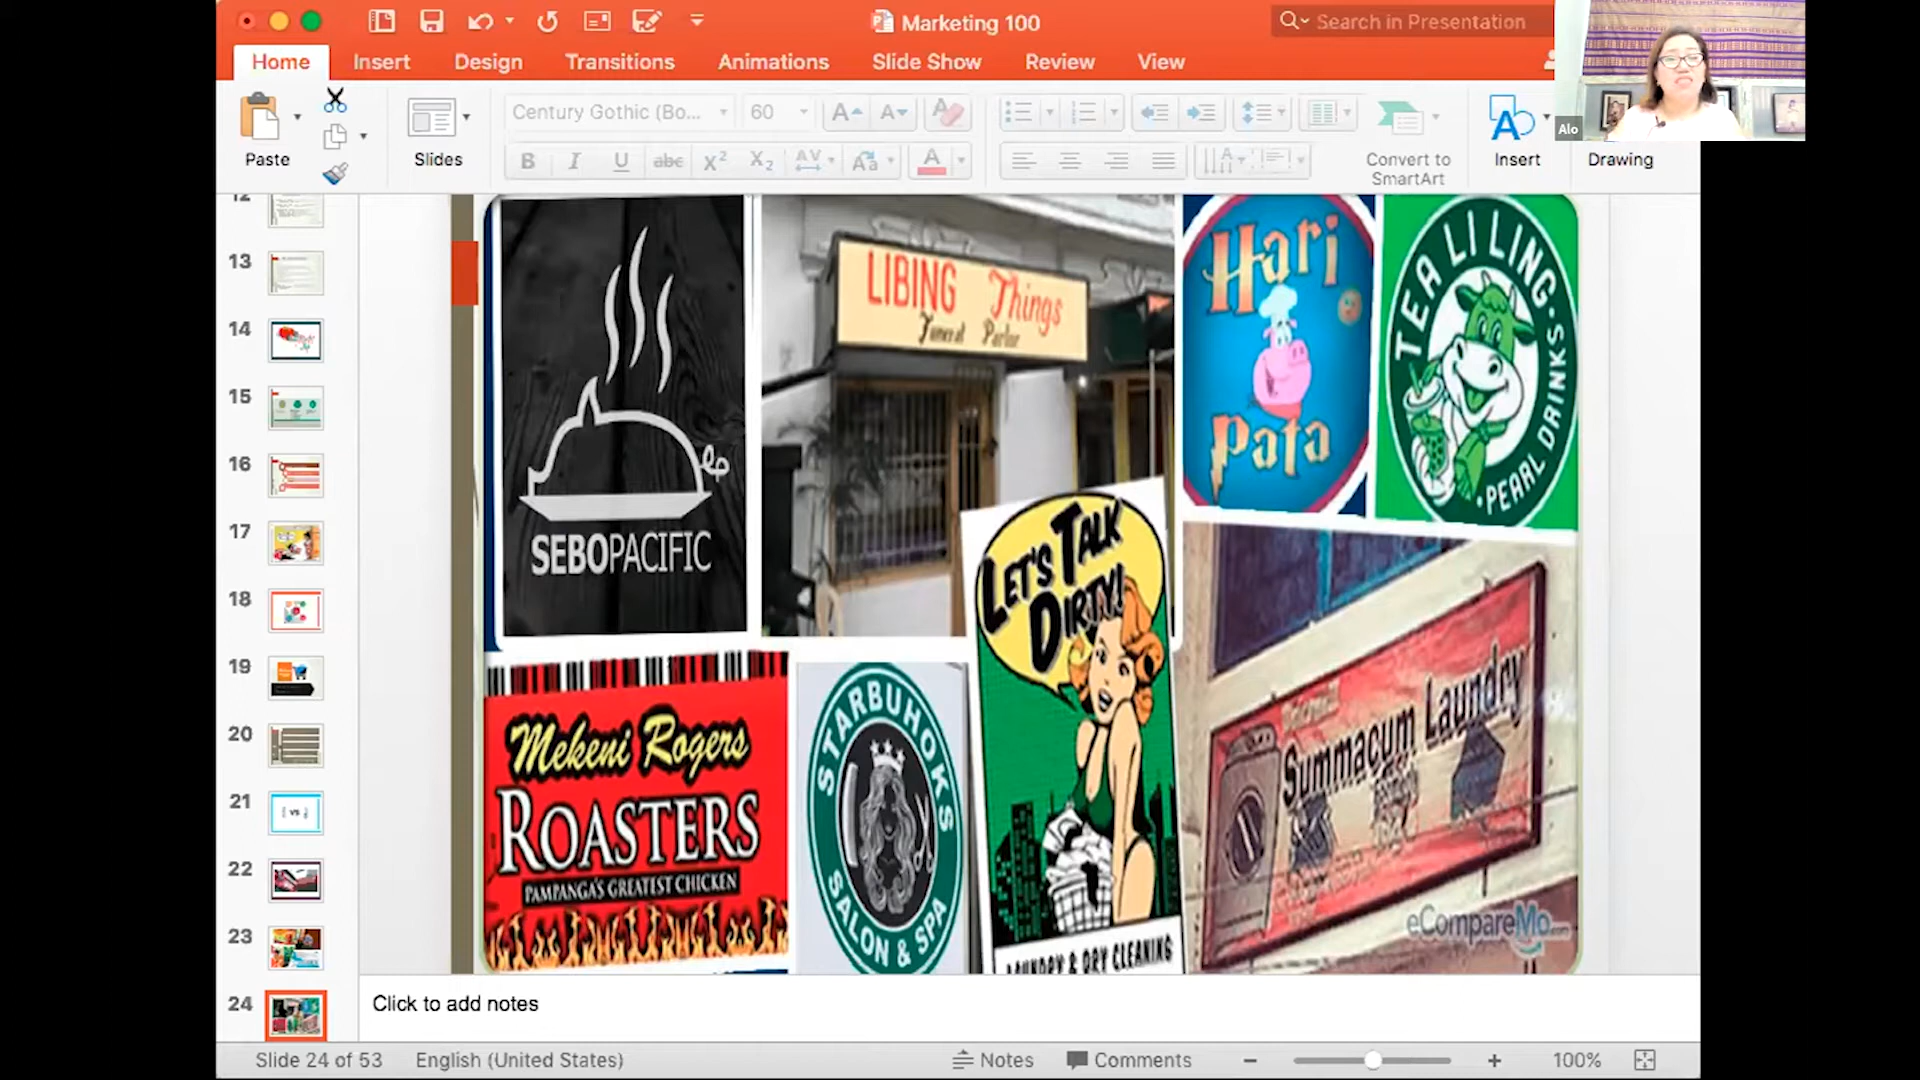 Marketing 100
Search in Presentation
Home
Insert
Design
Transitions
Animations
Slide Show
Review
View
Paste
Slides
Century Gothic (Bo...
60
Convert to
SmartArt
Insert
Drawing
Alo
12
13
14
15
16
17
18
19
20
21
VS
22
23
24
SEBOPACIFIC
LIBING Things
Funeral Parlor
Hari
Pata
TEA LI LING
PEARL DRINKS
LET'S TALK
DIRTY!
LAUNDRY & DRY CLEANING
Mekeni Rogers
ROASTERS
PAMPANGA'S GREATEST CHICKEN
STARBUHOKS
SALON & SPA
Summacum Laundry
eCompareMo.com
Click to add notes
Slide 24 of 53
English (United States)
Notes
Comments
100%